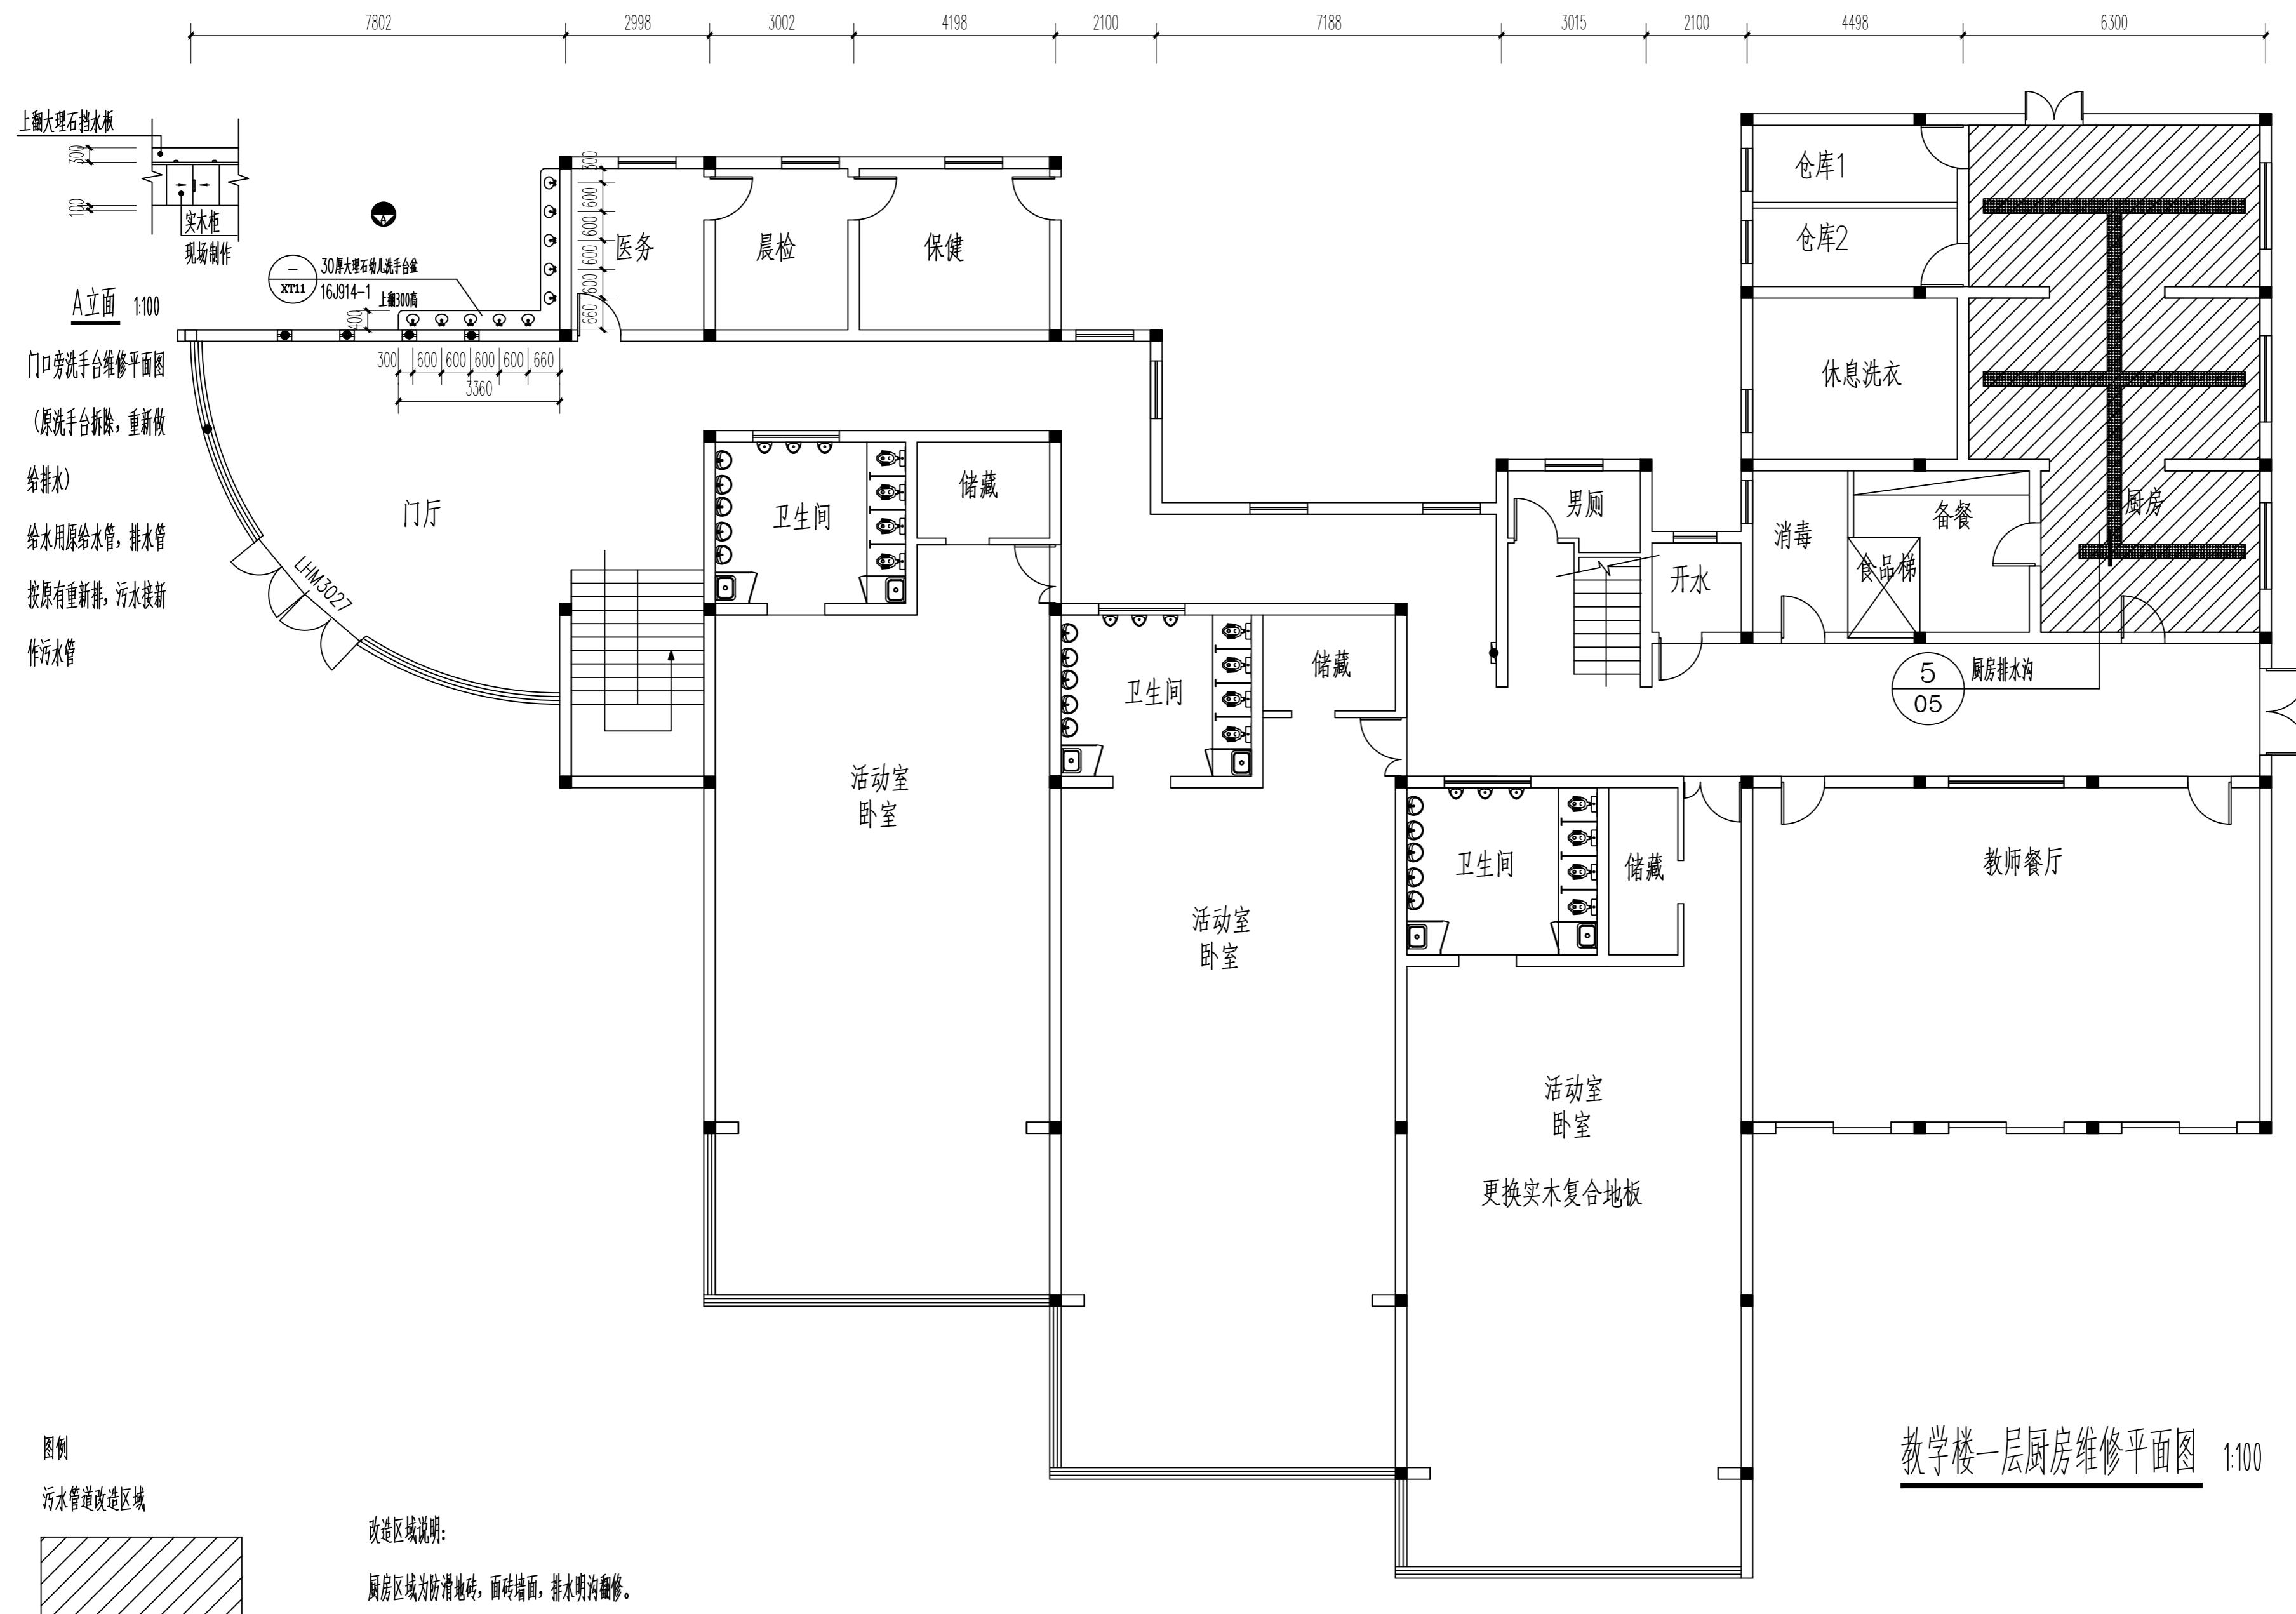 7802 2998 3002 4198 2100 7188 3015 2100 4498 6300
上翻大理石挡水板
300
100
实木柜
现场制作
A
A立面 1:100
—
XT11
30厚大理石幼儿洗手台盆
16J914-1
上翻300高
400
300 600 600 600 600 660
3360
300
600
600
600
600
660
门口旁洗手台维修平面图
（原洗手台拆除，重新做
给排水）
给水用原给水管，排水管
按原有重新排，污水接新
作污水管
医务
晨检
保健
仓库1
仓库2
休息洗衣
门厅
LHM3027
卫生间
储藏
男厕
开水
消毒
备餐
食品梯
厨房
卫生间
储藏
5
05
厨房排水沟
活动室
卧室
卫生间
储藏
教师餐厅
活动室
卧室
活动室
卧室
更换实木复合地板
教学楼一层厨房维修平面图 1:100
图例
污水管道改造区域
改造区域说明：
厨房区域为防滑地砖，面砖墙面，排水明沟翻修。